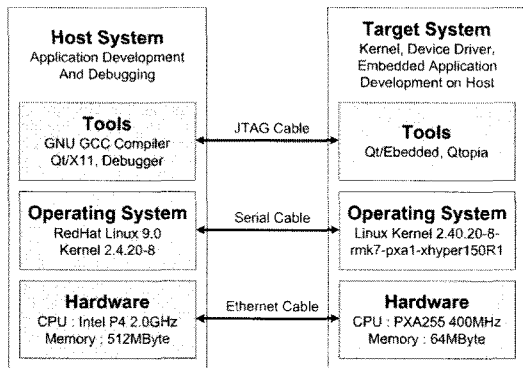 Host System
Application Development
And Debugging
Tools
GNU GCC Compiler
Qt/X11, Debugger
Operating System
RedHat Linux 9.0
Kernel 2.4.20-8
Hardware
CPU : Intel P4 2.0GHz
Memory : 512MByte
JTAG Cable
Serial Cable
Ethernet Cable
Target System
Kernel, Device Driver,
Embedded Application
Development on Host
Tools
Qt/Ebedded, Qtopia
Operating System
Linux Kernel 2.40.20-8-
rmk7-pxa1-xhyper150R1
Hardware
CPU : PXA255 400MHz
Memory : 64MByte